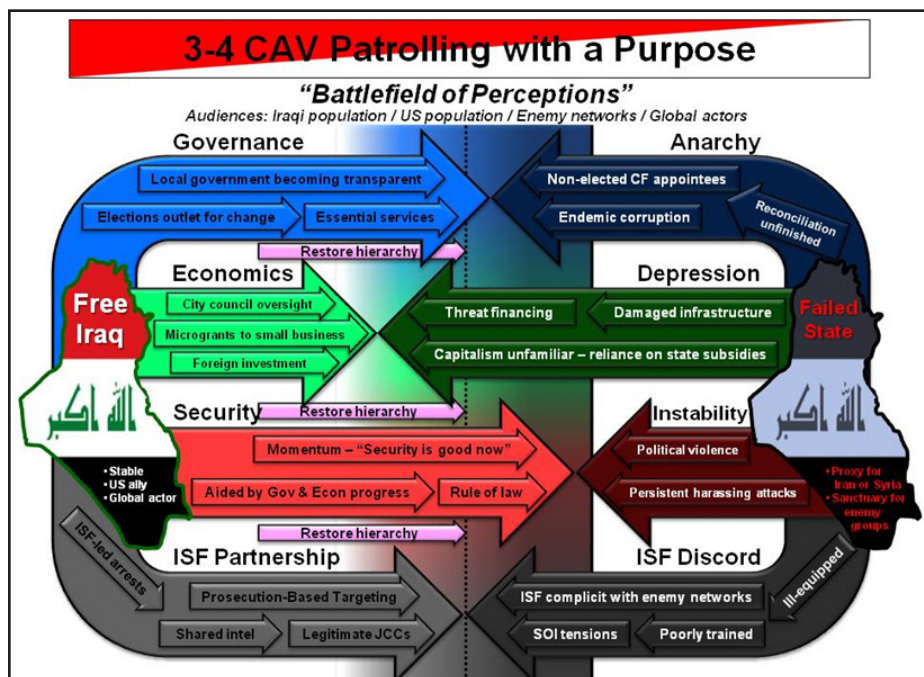 3-4 CAV Patrolling with a Purpose
“Battlefield of Perceptions”
Audiences: Iraqi population / US population / Enemy networks / Global actors
Governance
Anarchy
Local government becoming transparent
Non-elected CF appointees
Elections outlet for change
Essential services
Endemic corruption
Reconciliation
unfinished
Restore hierarchy
Economics
Depression
Free
Iraq
City council oversight
Microgrants to small business
Foreign investment
Threat financing
Damaged infrastructure
Capitalism unfamiliar – reliance on state subsidies
Failed
State
الله اكبر
الله اكبر
Security
Restore hierarchy
Instability
Momentum – “Security is good now”
Political violence
• Stable
• US ally
• Global actor
Aided by Gov & Econ progress
Rule of law
Persistent harassing attacks
• Proxy for
Iran or Syria
• Sanctuary for
enemy
groups
Restore hierarchy
ISF Partnership
ISF Discord
ISF-led arrests
Prosecution-Based Targeting
ISF complicit with enemy networks
Ill-equipped
Shared intel
Legitimate JCCs
SOI tensions
Poorly trained